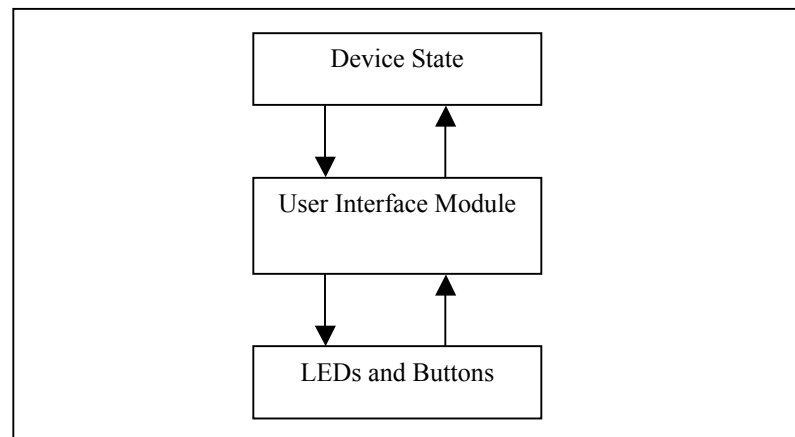 Device State
User Interface Module
LEDs and Buttons